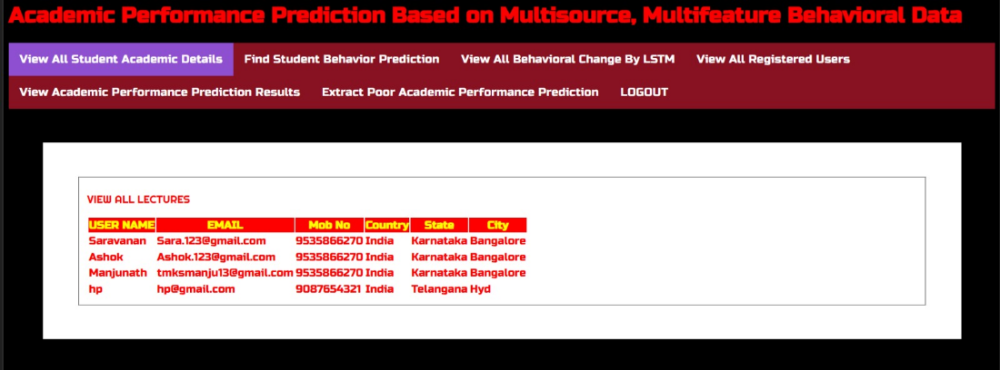 Academic Performance Prediction Based on Multisource, Multifeature Behavioral Data
View All Student Academic Details Find Student Behavior Prediction View All Behavioral Change By LSTM View All Registered Users
View Academic Performance Prediction Results Extract Poor Academic Performance Prediction LOGOUT
VIEW ALL LECTURES
USER NAME EMAIL Mob No Country State City
Saravanan Sara.123@gmail.com 9535866270 India Karnataka Bangalore
Ashok Ashok.123@gmail.com 9535866270 India Karnataka Bangalore
Manjunath tmksmanju13@gmail.com 9535866270 India Karnataka Bangalore
hp hp@gmail.com 9087654321 India Telangana Hyd